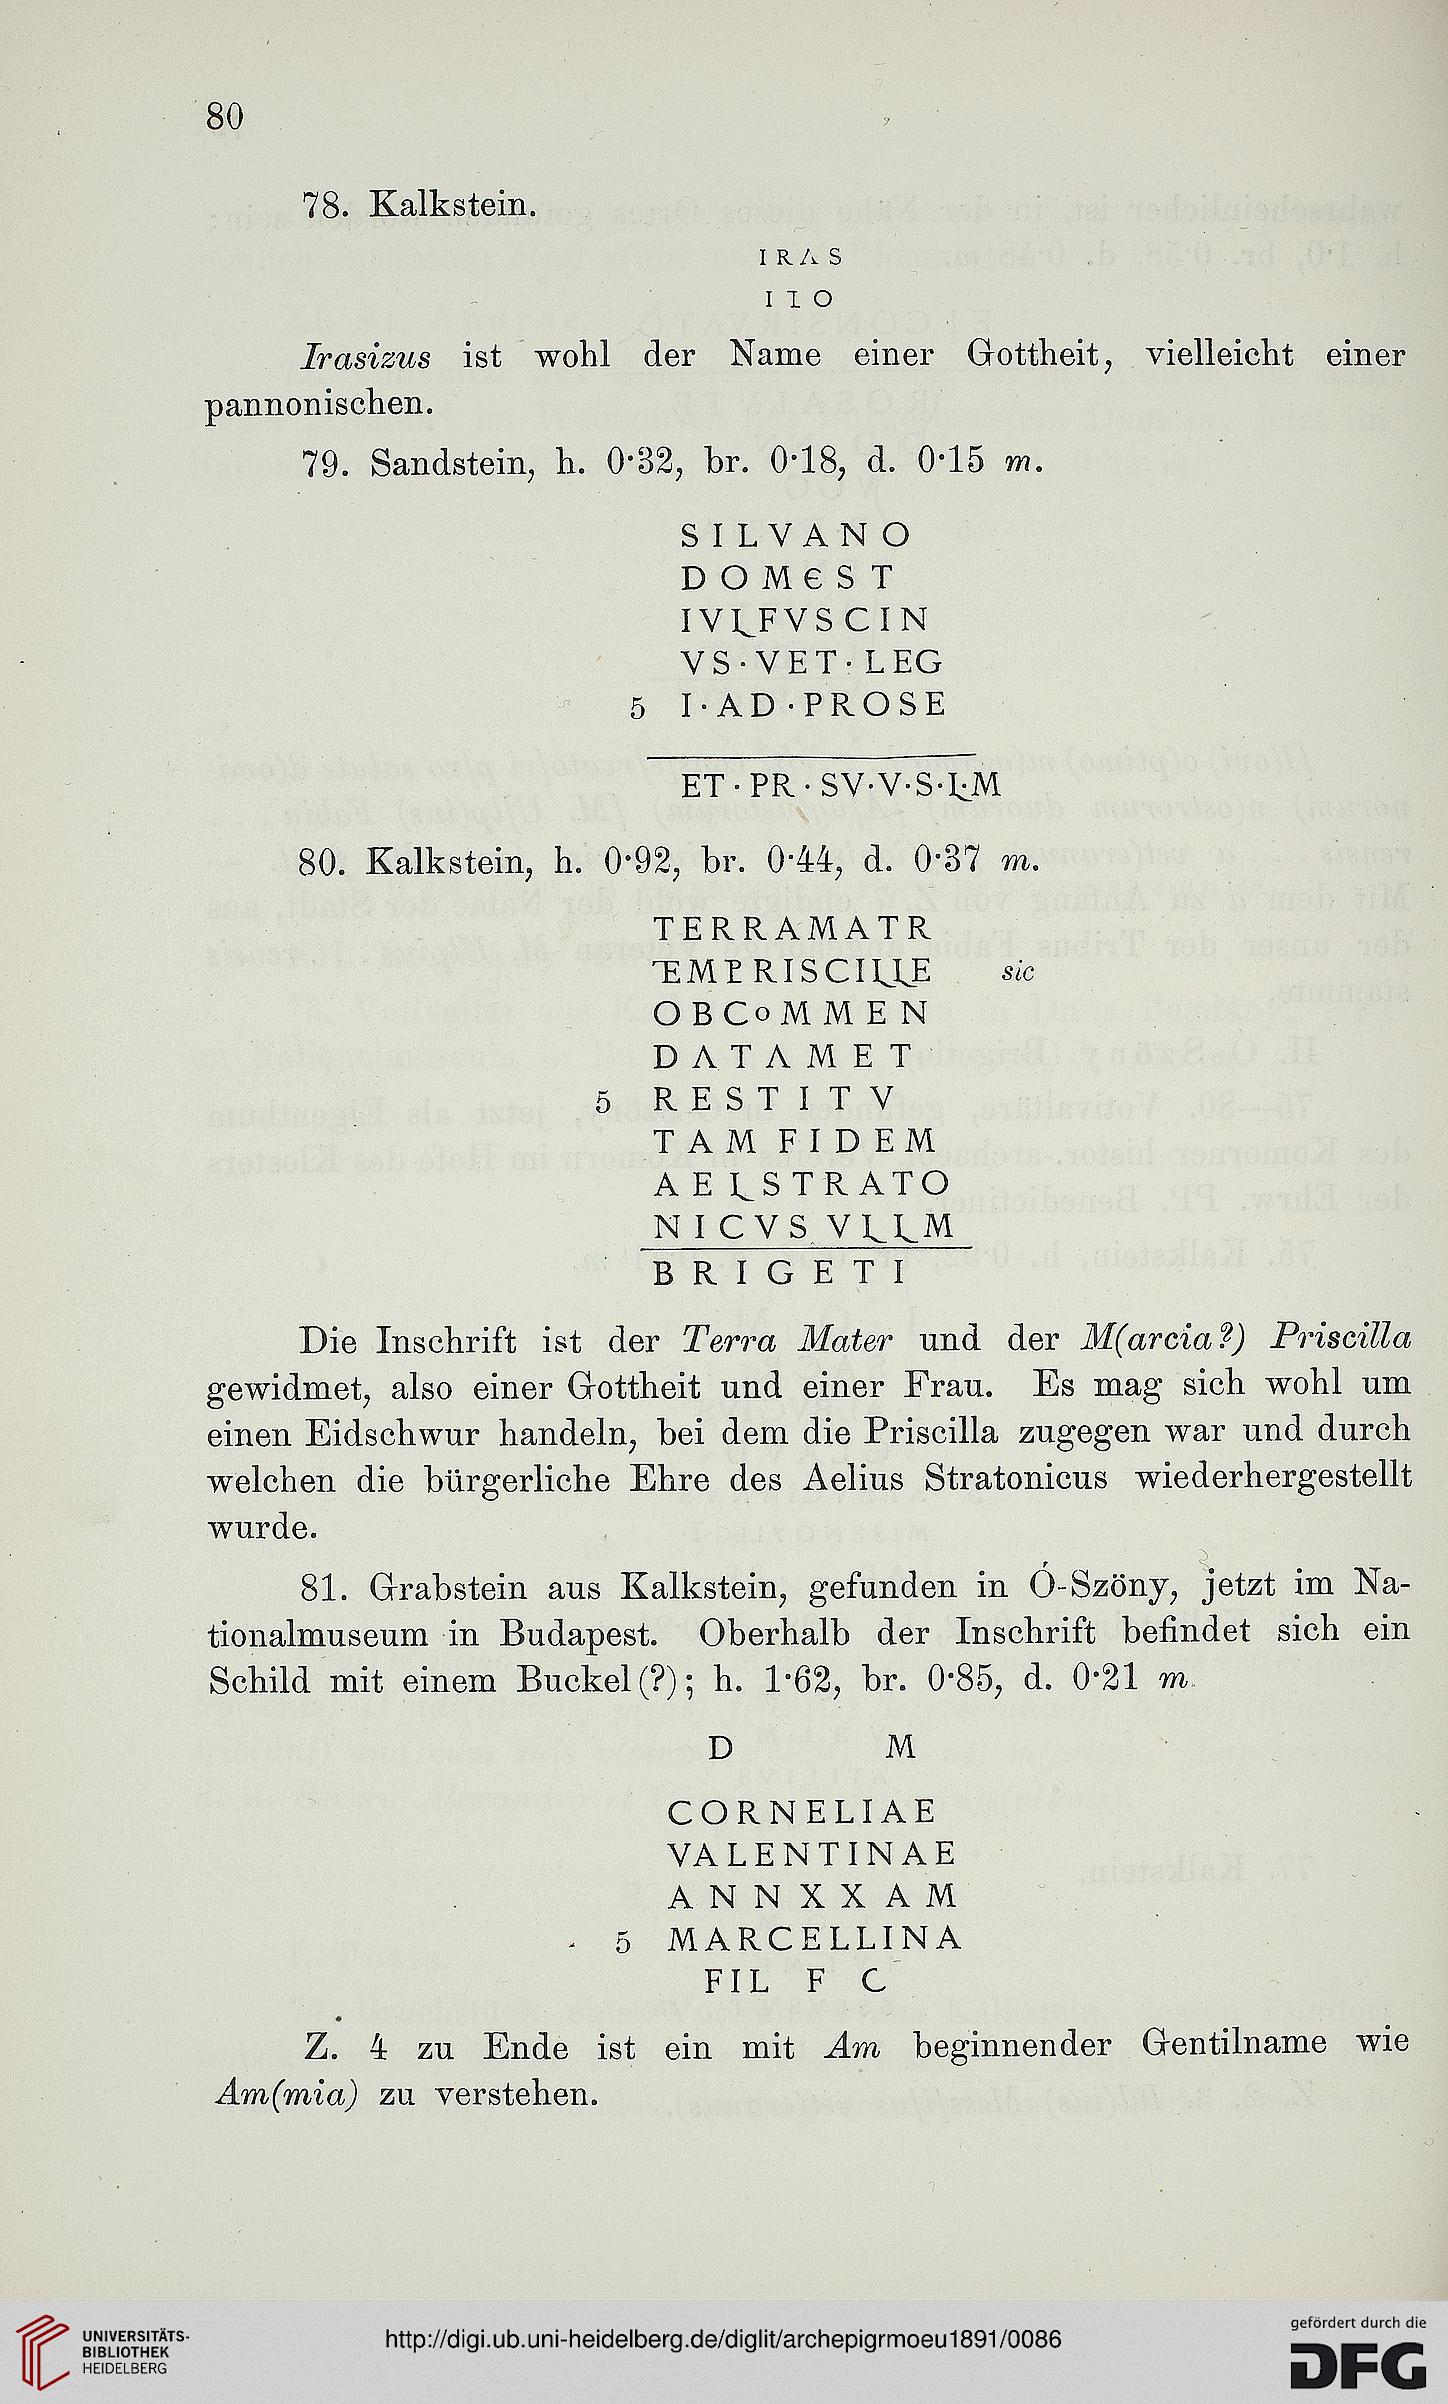 80
78. Kalkstein.
IRAS
IIO
Irasizus ist wohl der Name einer Gottheit, vielleicht einer
pannonischen.
79. Sandstein, h. 0·32, br. 0·18, d. 0·15 m.
SILVANO
DOMЄST
IVLFVSCIN
VS·VET·LEG
5 I·AD·PROSE
ET·PR·SV·V·S·L·M
80. Kalkstein, h. 0·92, br. 0·44, d. 0·37 m.
TERRAMATR
EMPRISCILLE sic
OBCoMMEN
DATAMET
5 RESTITV
TAM FIDEM
AELSTRATO
NICVS VLLM
BRIGETI
Die Inschrift ist der Terra Mater und der M(arcia?) Priscilla
gewidmet, also einer Gottheit und einer Frau. Es mag sich wohl um
einen Eidschwur handeln, bei dem die Priscilla zugegen war und durch
welchen die bürgerliche Ehre des Aelius Stratonicus wiederhergestellt
wurde.
81. Grabstein aus Kalkstein, gefunden in Ó-Szöny, jetzt im Na-
tionalmuseum in Budapest. Oberhalb der Inschrift befindet sich ein
Schild mit einem Buckel(?); h. 1·62, br. 0·85, d. 0·21 m.
D M
CORNELIAE
VALENTINAE
ANNXXAM
5 MARCELLINA
FIL F C
Z. 4 zu Ende ist ein mit Am beginnender Gentilname wie
Am(mia) zu verstehen.
UNIVERSITÄTS-
BIBLIOTHEK
HEIDELBERG
http://digi.ub.uni-heidelberg.de/diglit/archepigrmoeu1891/0086
gefördert durch die
DFG